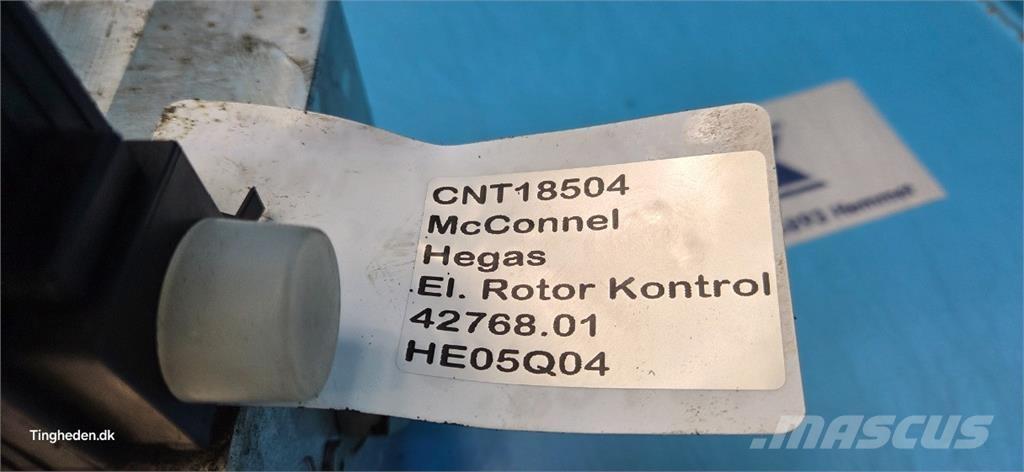 CNT18504
McConnel
Hegas
El. Rotor Kontrol
42768.01
HE05Q04
Tingheden.dk
MASCUS